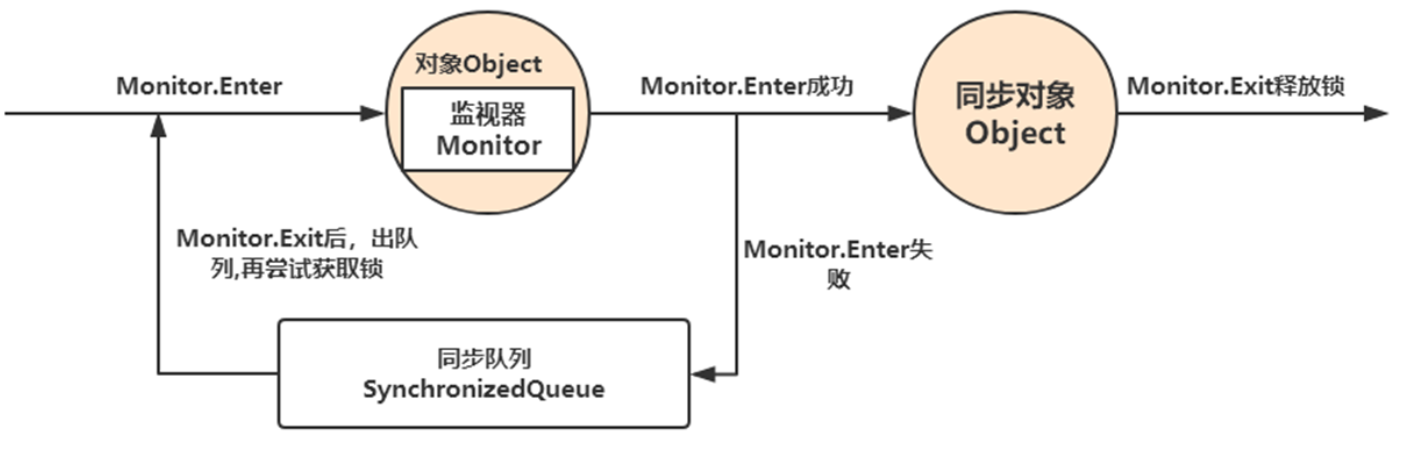 Monitor.Enter
对象Object
监视器
Monitor
Monitor.Enter成功
同步对象
Object
Monitor.Exit释放锁
Monitor.Exit后，出队
列,再尝试获取锁
Monitor.Enter失
败
同步队列
SynchronizedQueue